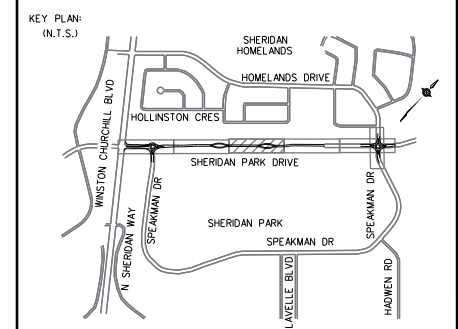 KEY PLAN:
(N.T.S.)
SHERIDAN
HOMELANDS
HOMELANDS DRIVE
WINSTON CHURCHILL BLVD
HOLLINSTON CRES
SHERIDAN PARK DRIVE
N SHERIDAN WAY
SPEAKMAN DR
SPEAKMAN DR
SHERIDAN PARK
SPEAKMAN DR
LAVELLE BLVD
HADWEN RD